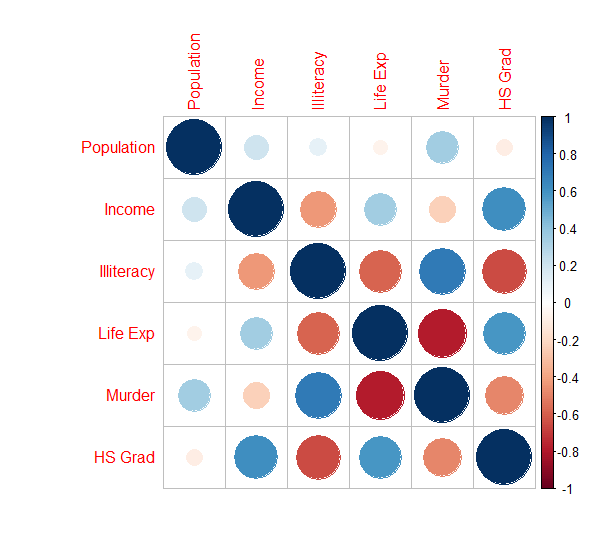 Population
Income
Illiteracy
Life Exp
Murder
HS Grad
Population
Income
Illiteracy
Life Exp
Murder
HS Grad
1
0.8
0.6
0.4
0.2
0
-0.2
-0.4
-0.6
-0.8
-1